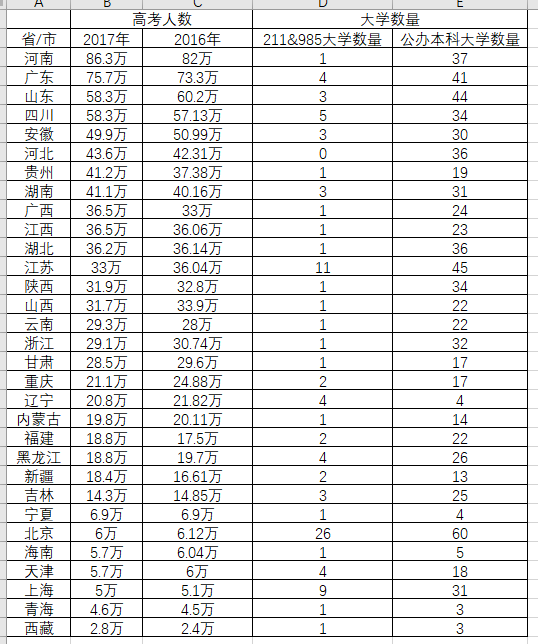 A B C D E
高考人数 大学数量
省/市 2017年 2016年 211&985大学数量 公办本科大学数量
河南 86.3万 82万 1 37
广东 75.7万 73.3万 4 41
山东 58.3万 60.2万 3 44
四川 58.3万 57.13万 5 34
安徽 49.9万 50.99万 3 30
河北 43.6万 42.31万 0 36
贵州 41.2万 37.38万 1 19
湖南 41.1万 40.16万 3 31
广西 36.5万 33万 1 24
江西 36.5万 36.06万 1 23
湖北 36.2万 36.14万 1 36
江苏 33万 36.04万 11 45
陕西 31.9万 32.8万 1 34
山西 31.7万 33.9万 1 22
云南 29.3万 28万 1 22
浙江 29.1万 30.74万 1 32
甘肃 28.5万 29.6万 1 17
重庆 21.1万 24.88万 2 17
辽宁 20.8万 21.82万 4 4
内蒙古 19.8万 20.11万 1 14
福建 18.8万 17.5万 2 22
黑龙江 18.8万 19.7万 4 26
新疆 18.4万 16.61万 2 13
吉林 14.3万 14.85万 3 25
宁夏 6.9万 6.9万 1 4
北京 6万 6.12万 26 60
海南 5.7万 6.04万 1 5
天津 5.7万 6万 4 18
上海 5万 5.1万 9 31
青海 4.6万 4.5万 1 3
西藏 2.8万 2.4万 1 3